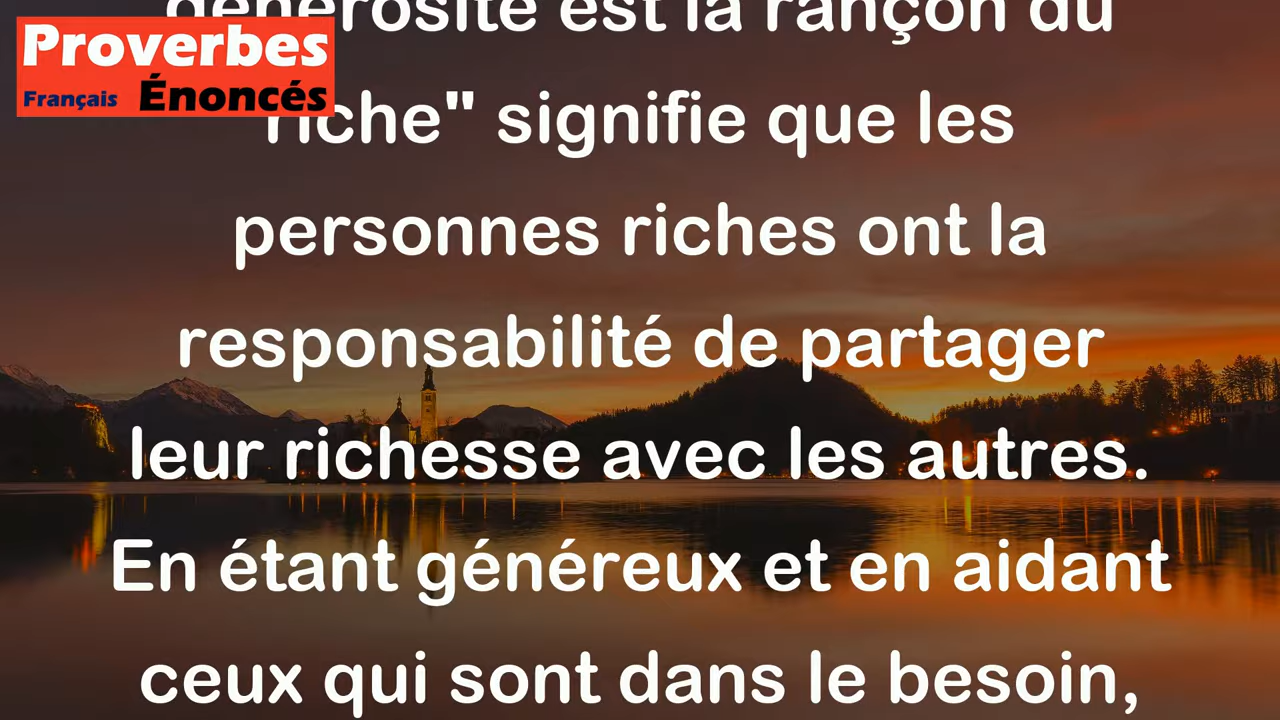 Proverbes
Français Énoncés
générosité est la rançon du
riche" signifie que les
personnes riches ont la
responsabilité de partager
leur richesse avec les autres.
En étant généreux et en aidant
ceux qui sont dans le besoin,